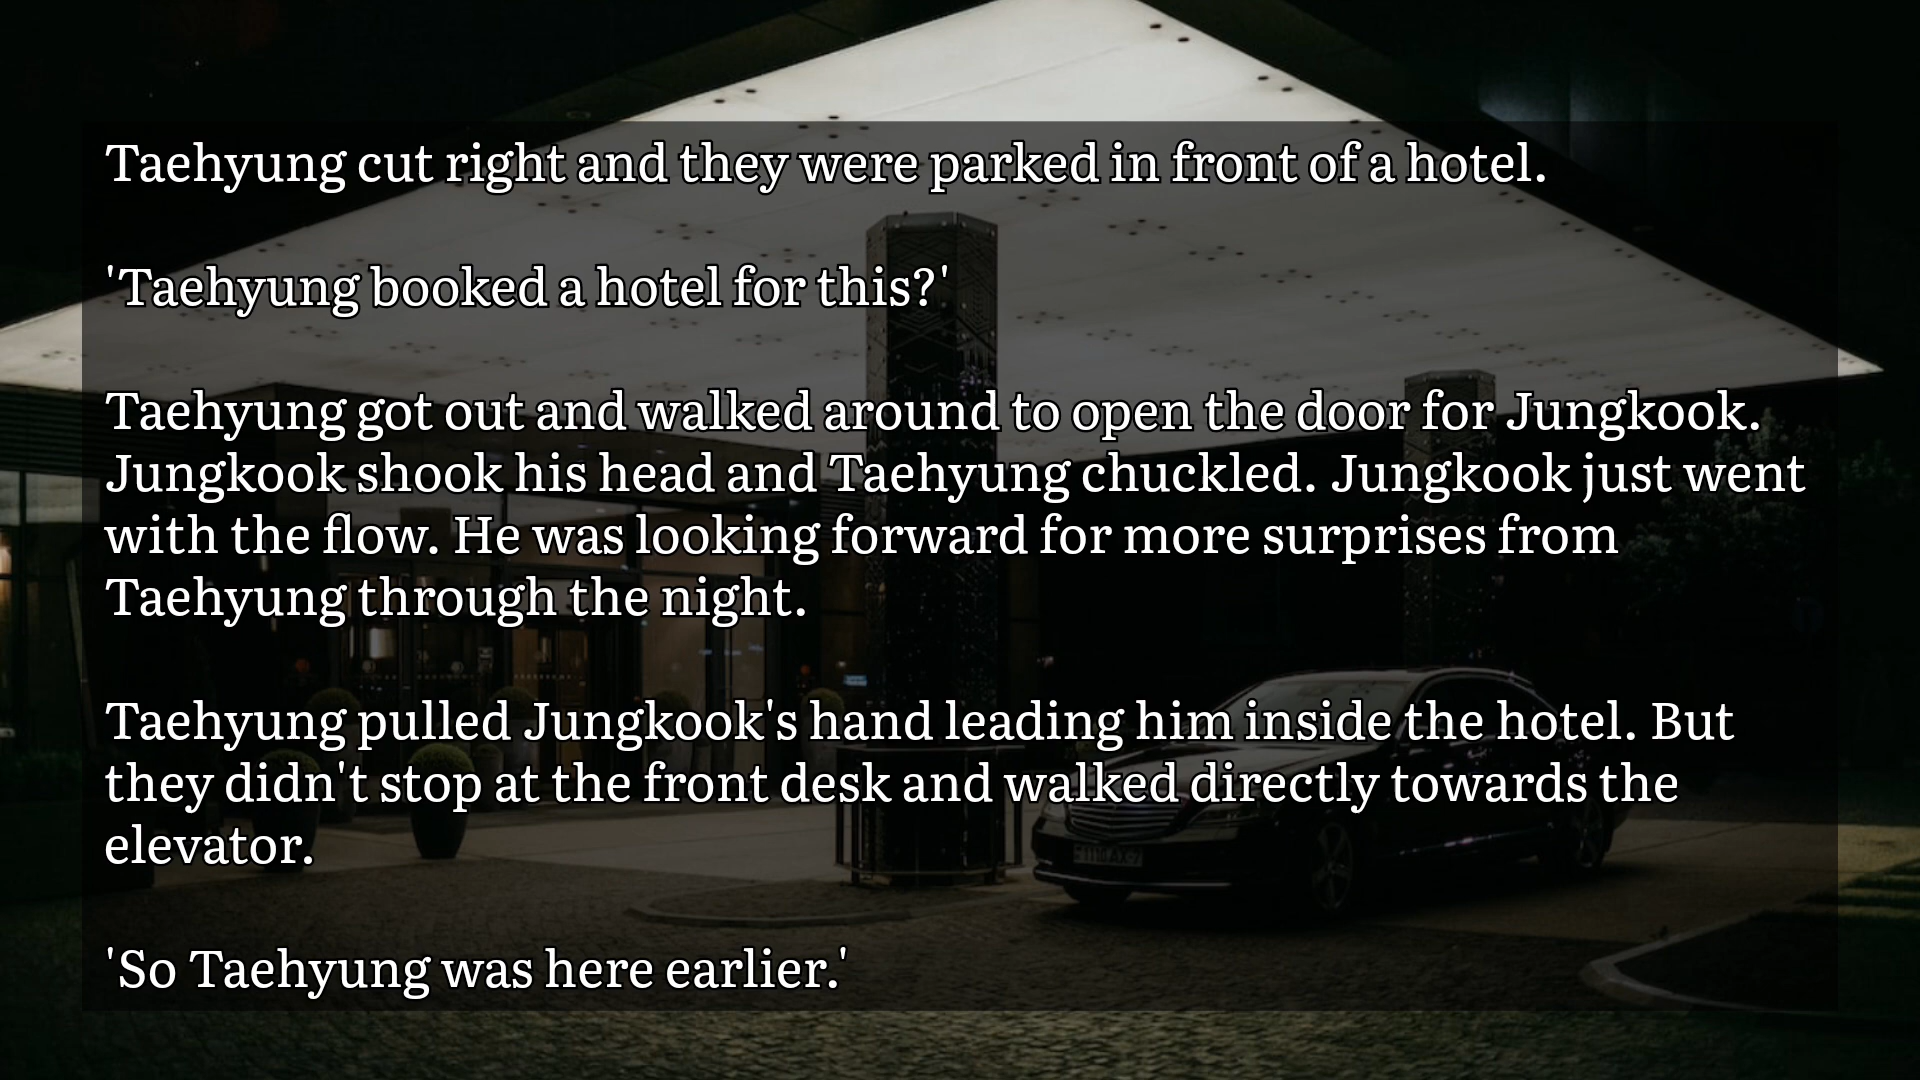 Taehyung cut right and they were parked in front of a hotel.
'Taehyung booked a hotel for this?'
Taehyung got out and walked around to open the door for Jungkook.
Jungkook shook his head and Taehyung chuckled. Jungkook just went
with the flow. He was looking forward for more surprises from
Taehyung through the night.
Taehyung pulled Jungkook's hand leading him inside the hotel. But
they didn't stop at the front desk and walked directly towards the
elevator.
'So Taehyung was here earlier.'